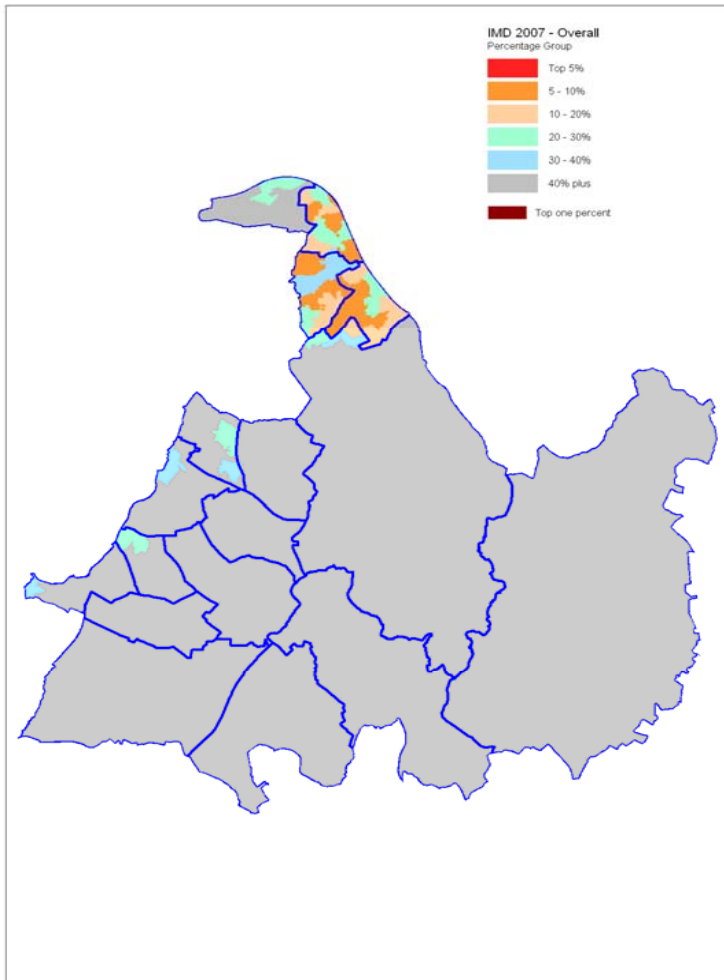 IMD 2007 - Overall
Percentage Group
Top 5%
5 - 10%
10 - 20%
20 - 30%
30 - 40%
40% plus
Top one percent